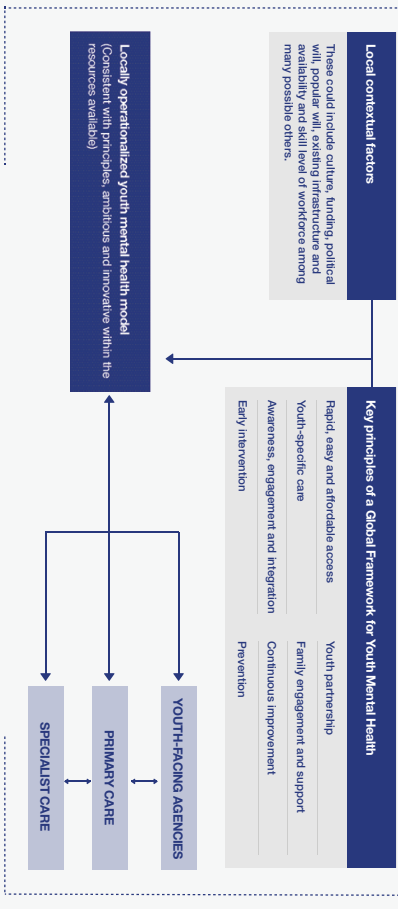 Local contextual factors
These could include culture, funding, political
will, popular will, existing infrastructure and
availability and skill level of workforce among
many possible others.
Key principles of a Global Framework for Youth Mental Health
Rapid, easy and affordable access
Youth-specific care
Awareness, engagement and integration
Early intervention
Youth partnership
Family engagement and support
Continuous improvement
Prevention
Locally operationalized youth mental health model
(Consistent with principles, ambitious and innovative within the
resources available)
YOUTH-FACING AGENCIES
PRIMARY CARE
SPECIALIST CARE